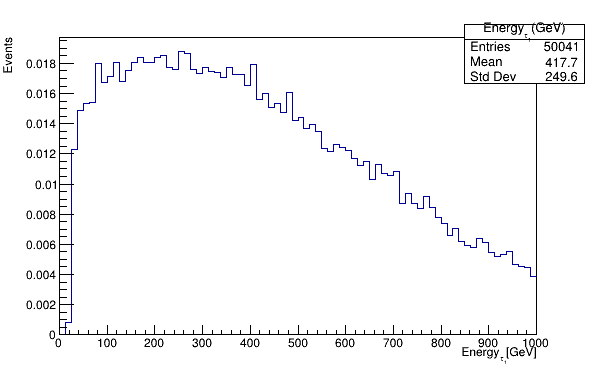 Energy_τ₁(GeV)
Entries 50041
Mean 417.7
Std Dev 249.6
Events
0.018
0.016
0.014
0.012
0.01
0.008
0.006
0.004
0.002
0
0 100 200 300 400 500 600 700 800 900 1000
Energy_τ₁[GeV]